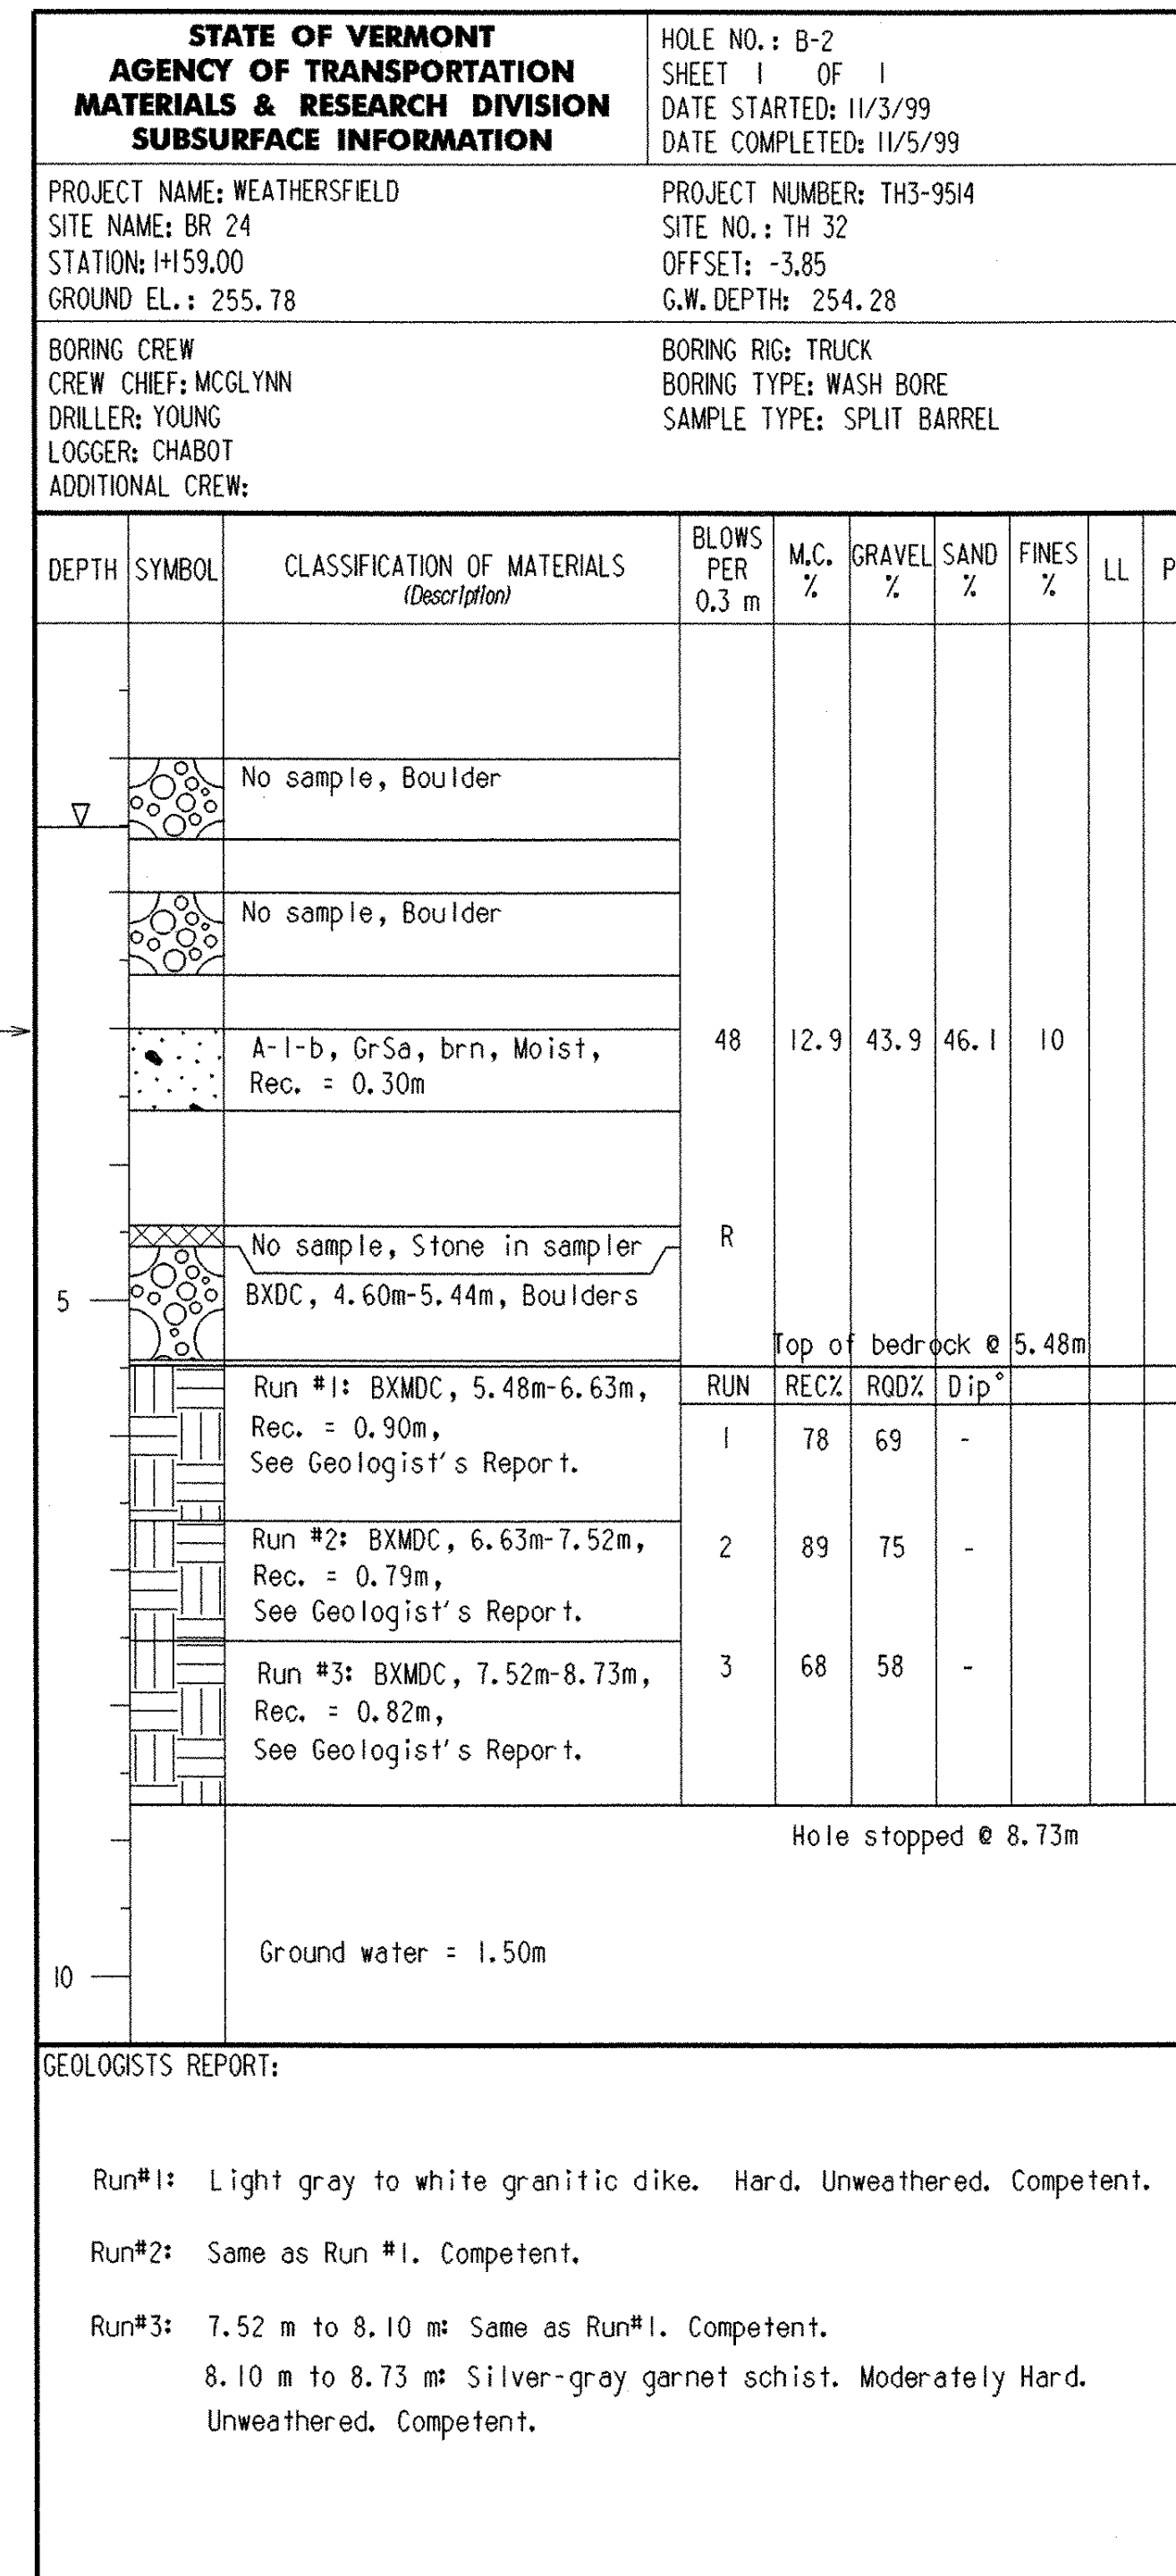 STATE OF VERMONT
AGENCY OF TRANSPORTATION
MATERIALS & RESEARCH DIVISION
SUBSURFACE INFORMATION
HOLE NO.: B-2
SHEET 1 OF 1
DATE STARTED: 11/3/99
DATE COMPLETED: 11/5/99
PROJECT NAME: WEATHERSFIELD
SITE NAME: BR 24
STATION: 1+159.00
GROUND EL.: 255.78
PROJECT NUMBER: TH3-9514
SITE NO.: TH 32
OFFSET: -3.85
G.W. DEPTH: 254.28
BORING CREW
CREW CHIEF: MCGLYNN
DRILLER: YOUNG
LOGGER: CHABOT
ADDITIONAL CREW:
BORING RIG: TRUCK
BORING TYPE: WASH BORE
SAMPLE TYPE: SPLIT BARREL
DEPTH SYMBOL CLASSIFICATION OF MATERIALS (Description) BLOWS PER 0.3 m M.C. % GRAVEL % SAND % FINES % LL P
No sample, Boulder
No sample, Boulder
A-1-b, GrSa, brn, Moist, 48 12.9 43.9 46.1 10
Rec. = 0.30m
No sample, Stone in sampler R
5 BXDC, 4.60m-5.44m, Boulders
Top of bedrock @ 5.48m
RUN REC% RQD% Dip°
Run #1: BXMDC, 5.48m-6.63m,
Rec. = 0.90m, 1 78 69 -
See Geologist's Report.
Run #2: BXMDC, 6.63m-7.52m, 2 89 75 -
Rec. = 0.79m,
See Geologist's Report.
Run #3: BXMDC, 7.52m-8.73m, 3 68 58 -
Rec. = 0.82m,
See Geologist's Report.
Hole stopped @ 8.73m
Ground water = 1.50m
10
GEOLOGISTS REPORT:
Run#1: Light gray to white granitic dike. Hard. Unweathered. Competent.
Run#2: Same as Run #1. Competent.
Run#3: 7.52 m to 8.10 m: Same as Run#1. Competent.
8.10 m to 8.73 m: Silver-gray garnet schist. Moderately Hard.
Unweathered. Competent.